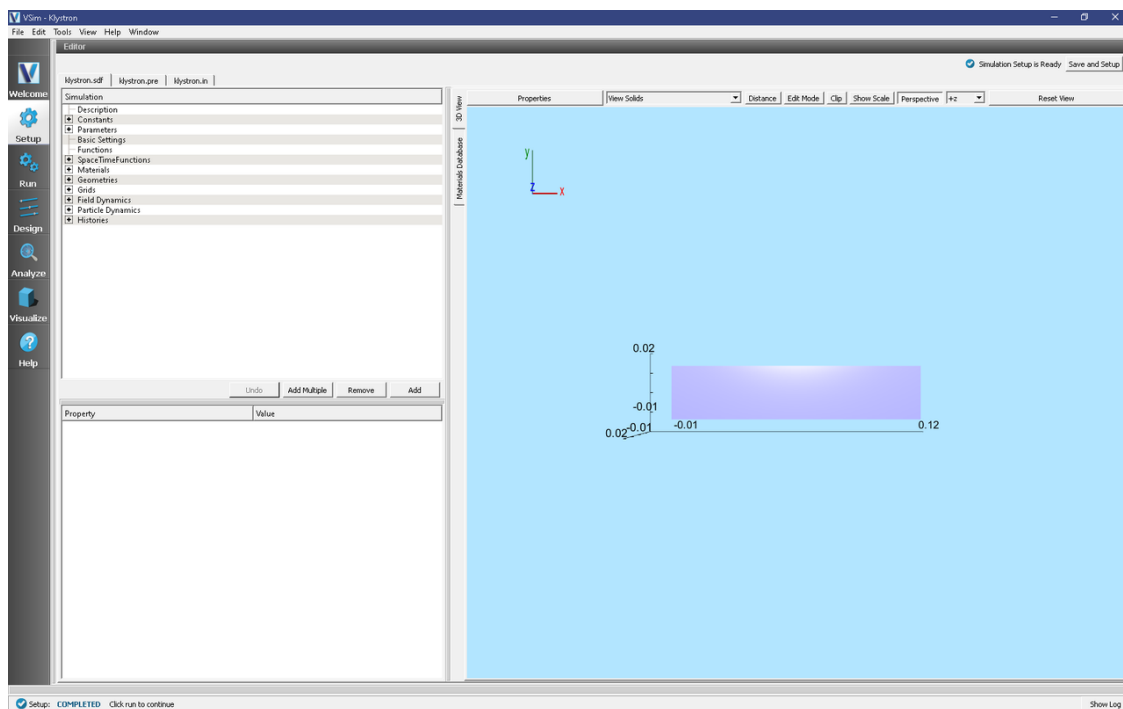 VSim - Klystron
File Edit Tools View Help Window
Editor
Simulation Setup is Ready Save and Setup
klystron.sdf klystron.pre klystron.in
Welcome
Setup
Run
Design
Analyze
Visualize
Help
Simulation
Description
Constants
Parameters
Basic Settings
Functions
SpaceTimeFunctions
Materials
Geometries
Grids
Field Dynamics
Particle Dynamics
Histories
Undo Add Multiple Remove Add
Property Value
3D View
Materials Database
Properties View Solids Distance Edit Mode Clip Show Scale Perspective +z Reset View
y
z x
0.02
-0.01
0.02 -0.01 -0.01 0.12
Setup: COMPLETED Click run to continue Show Log